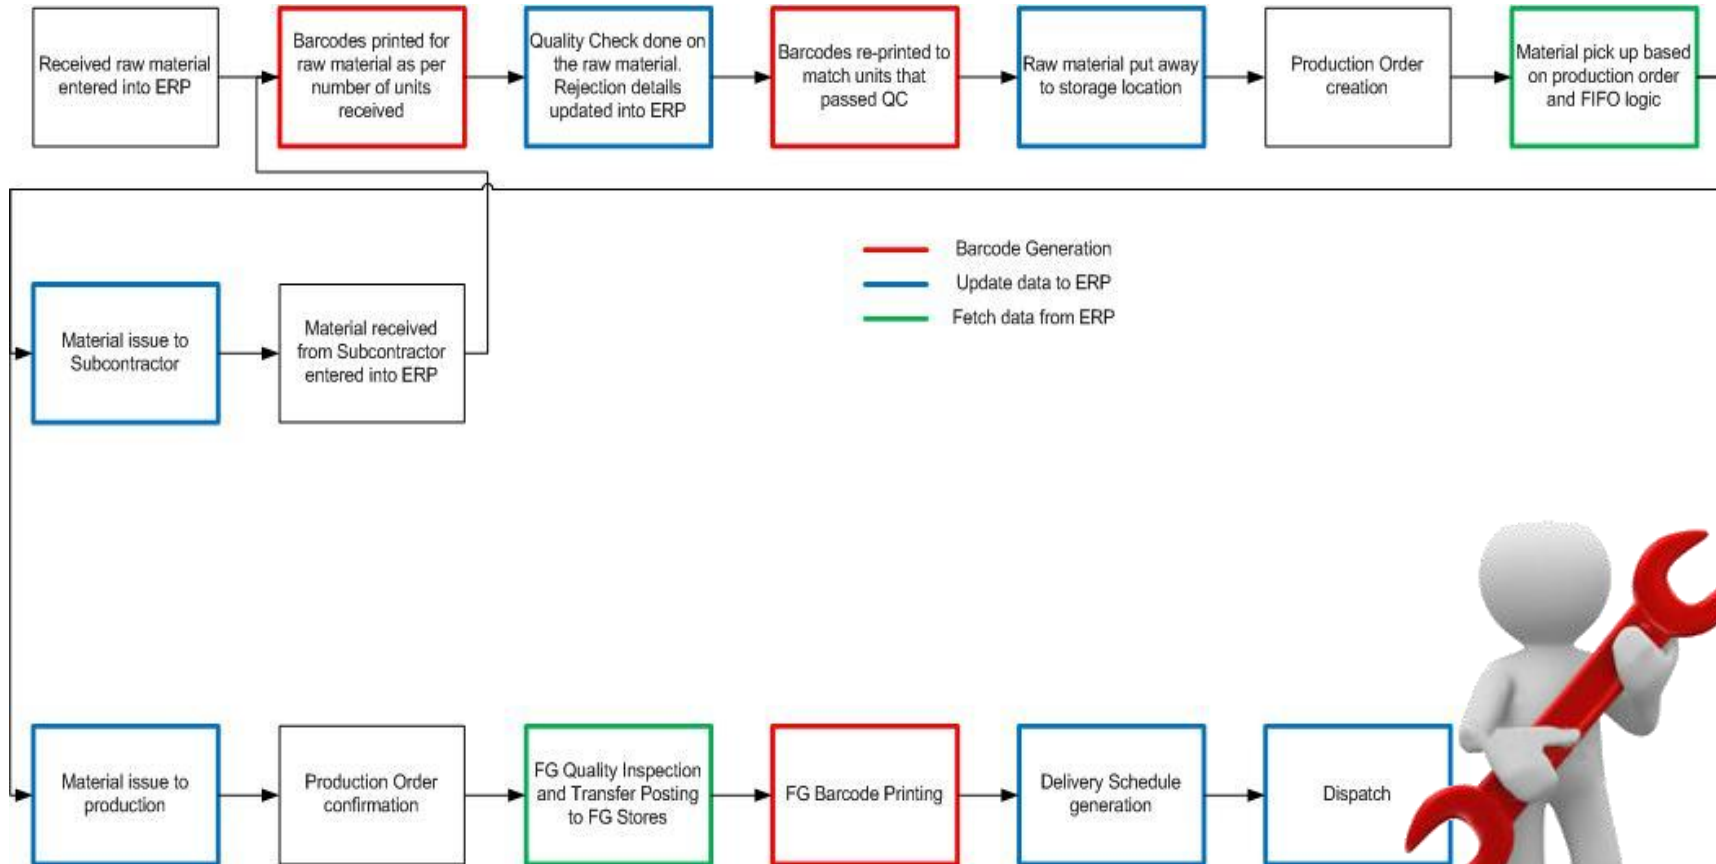 Received raw material
entered into ERP
Barcodes printed for
raw material as per
number of units
received
Quality Check done on
the raw material.
Rejection details
updated into ERP
Barcodes re-printed to
match units that
passed QC
Raw material put away
to storage location
Production Order
creation
Material pick up based
on production order
and FIFO logic
Barcode Generation
Update data to ERP
Fetch data from ERP
Material issue to
Subcontractor
Material received
from Subcontractor
entered into ERP
Material issue to
production
Production Order
confirmation
FG Quality Inspection
and Transfer Posting
to FG Stores
FG Barcode Printing
Delivery Schedule
generation
Dispatch